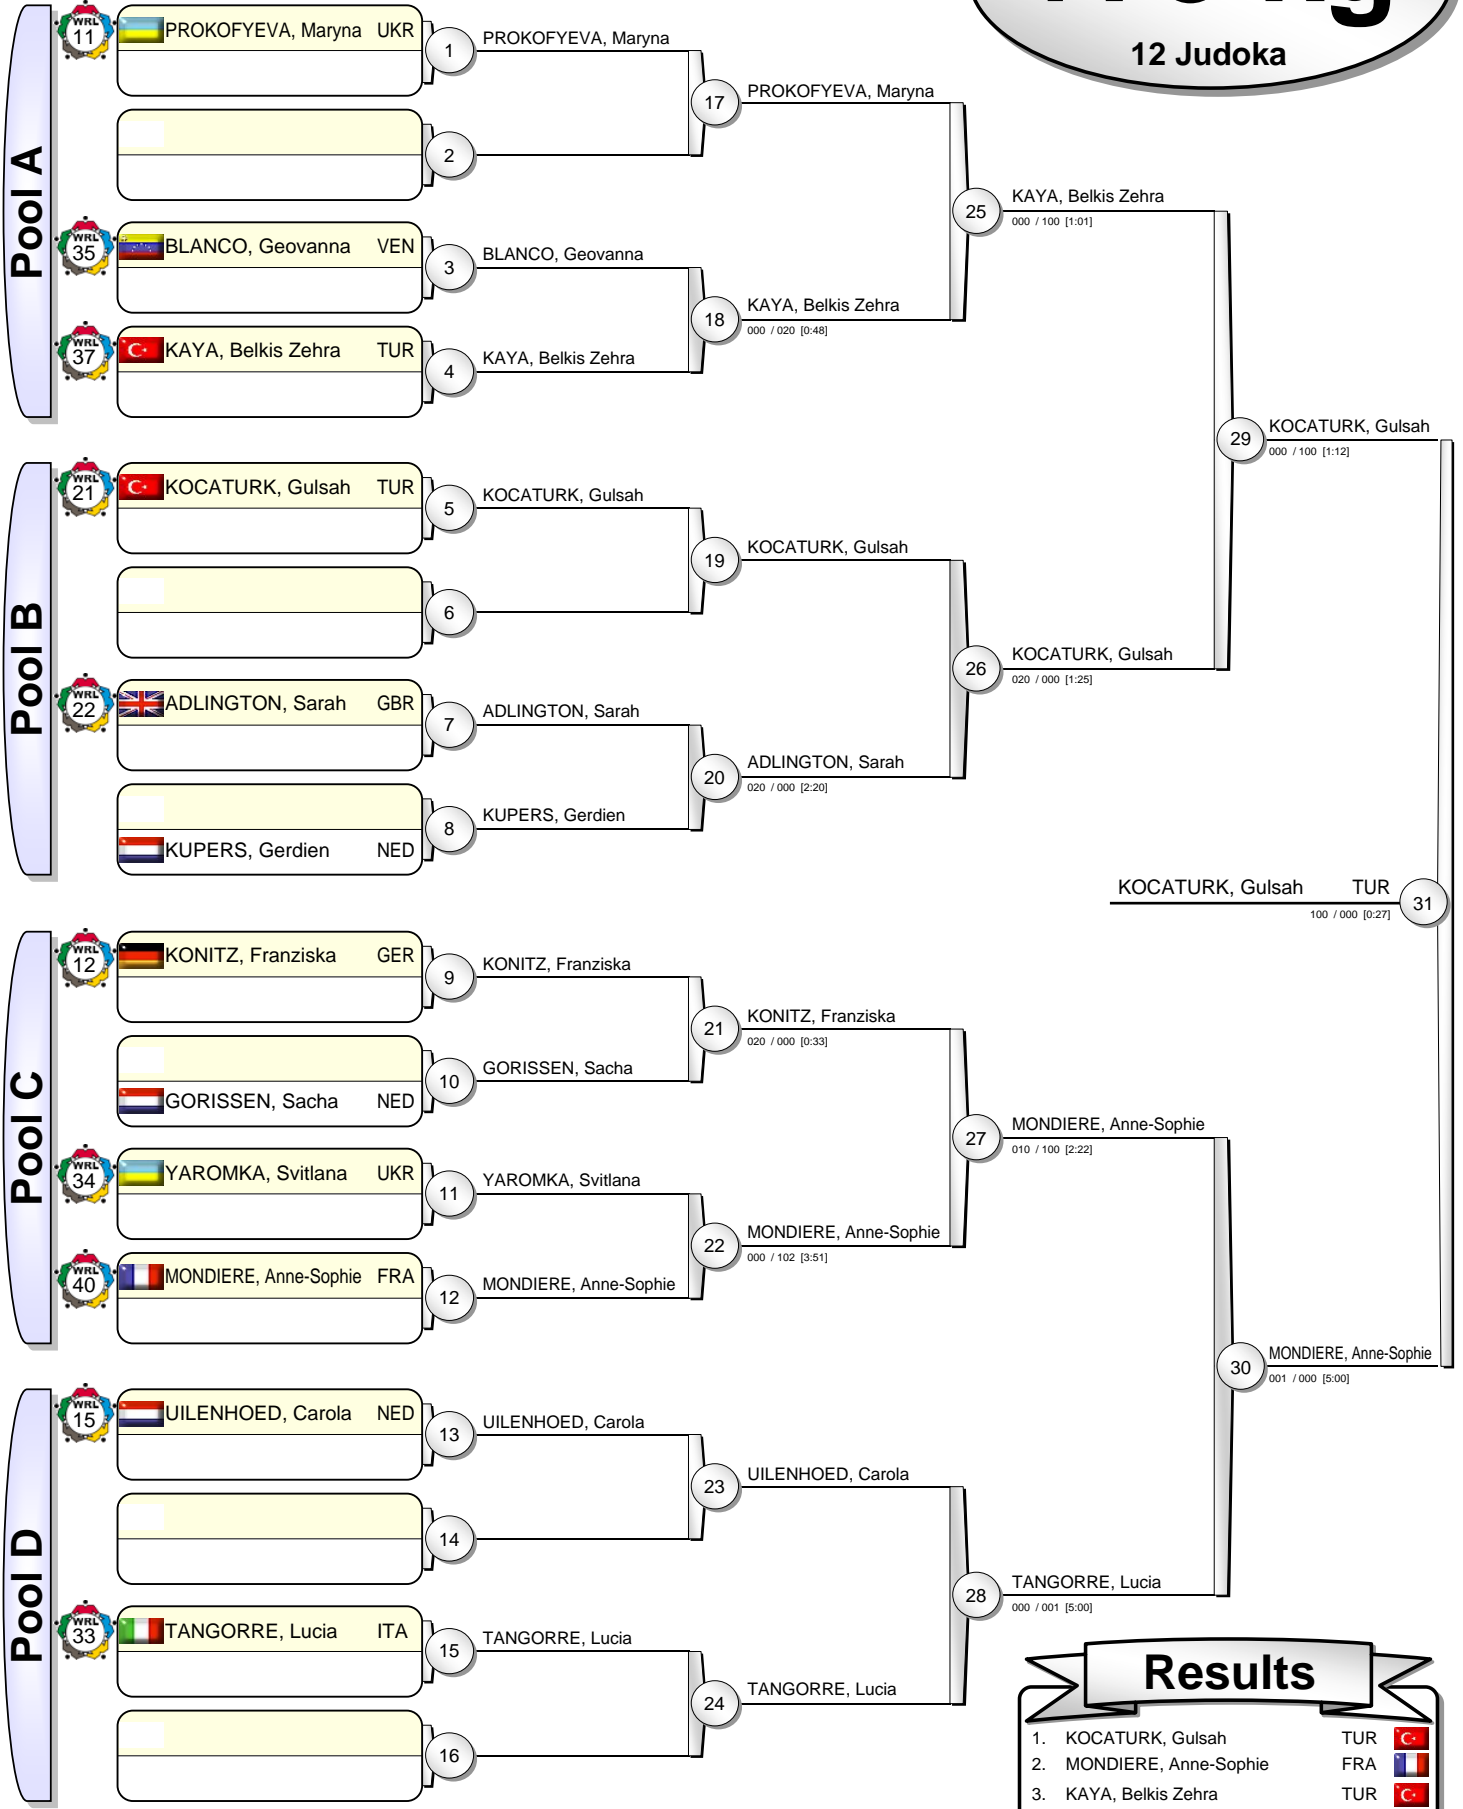 12 Judoka
Pool A
WRL 11 PROKOFYEVA, Maryna UKR
1 PROKOFYEVA, Maryna
17 PROKOFYEVA, Maryna
2
WRL 35 BLANCO, Geovanna VEN
3 BLANCO, Geovanna
25 KAYA, Belkis Zehra
000 / 100 [1:01]
18 KAYA, Belkis Zehra
000 / 020 [0:48]
WRL 37 KAYA, Belkis Zehra TUR
4 KAYA, Belkis Zehra
29 KOCATURK, Gulsah
000 / 100 [1:12]
Pool B
WRL 21 KOCATURK, Gulsah TUR
5 KOCATURK, Gulsah
19 KOCATURK, Gulsah
6
26 KOCATURK, Gulsah
020 / 000 [1:25]
WRL 22 ADLINGTON, Sarah GBR
7 ADLINGTON, Sarah
20 ADLINGTON, Sarah
020 / 000 [2:20]
8 KUPERS, Gerdien
KUPERS, Gerdien NED
KOCATURK, Gulsah TUR 31
100 / 000 [0:27]
Pool C
WRL 12 KONITZ, Franziska GER
9 KONITZ, Franziska
21 KONITZ, Franziska
020 / 000 [0:33]
10 GORISSEN, Sacha
GORISSEN, Sacha NED
27 MONDIERE, Anne-Sophie
010 / 100 [2:22]
WRL 34 YAROMKA, Svitlana UKR
11 YAROMKA, Svitlana
22 MONDIERE, Anne-Sophie
000 / 102 [3:51]
WRL 40 MONDIERE, Anne-Sophie FRA
12 MONDIERE, Anne-Sophie
30 MONDIERE, Anne-Sophie
001 / 000 [5:00]
Pool D
WRL 15 UILENHOED, Carola NED
13 UILENHOED, Carola
23 UILENHOED, Carola
14
28 TANGORRE, Lucia
000 / 001 [5:00]
WRL 33 TANGORRE, Lucia ITA
15 TANGORRE, Lucia
24 TANGORRE, Lucia
16
Results
1. KOCATURK, Gulsah TUR
2. MONDIERE, Anne-Sophie FRA
3. KAYA, Belkis Zehra TUR